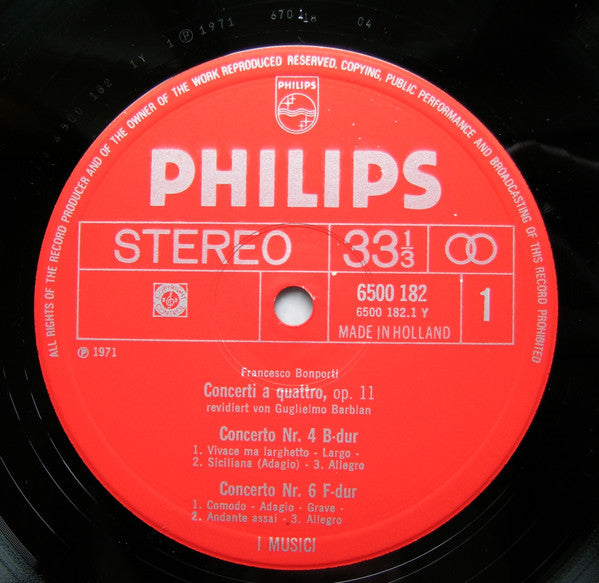 ALL RIGHTS OF THE RECORD PRODUCER AND OF THE OWNER OF THE WORK REPRODUCED RESERVED. COPYING, PUBLIC PERFORMANCE AND BROADCASTING OF THIS RECORD PROHIBITED
PHILIPS
PHILIPS
STEREO
33 1/3
6500 182
6500 182.1 Y
1
MADE IN HOLLAND
℗ 1971
Francesco Bonporti
Concerti a quattro, op. 11
revidiert von Guglielmo Barblan
Concerto Nr. 4 B-dur
1. Vivace ma larghetto - Largo -
2. Siciliana (Adagio) - 3. Allegro
Concerto Nr. 6 F-dur
1. Comodo - Adagio - Grave -
2. Andante assai - 3. Allegro
I MUSICI
1 ℗ 1971
670
04